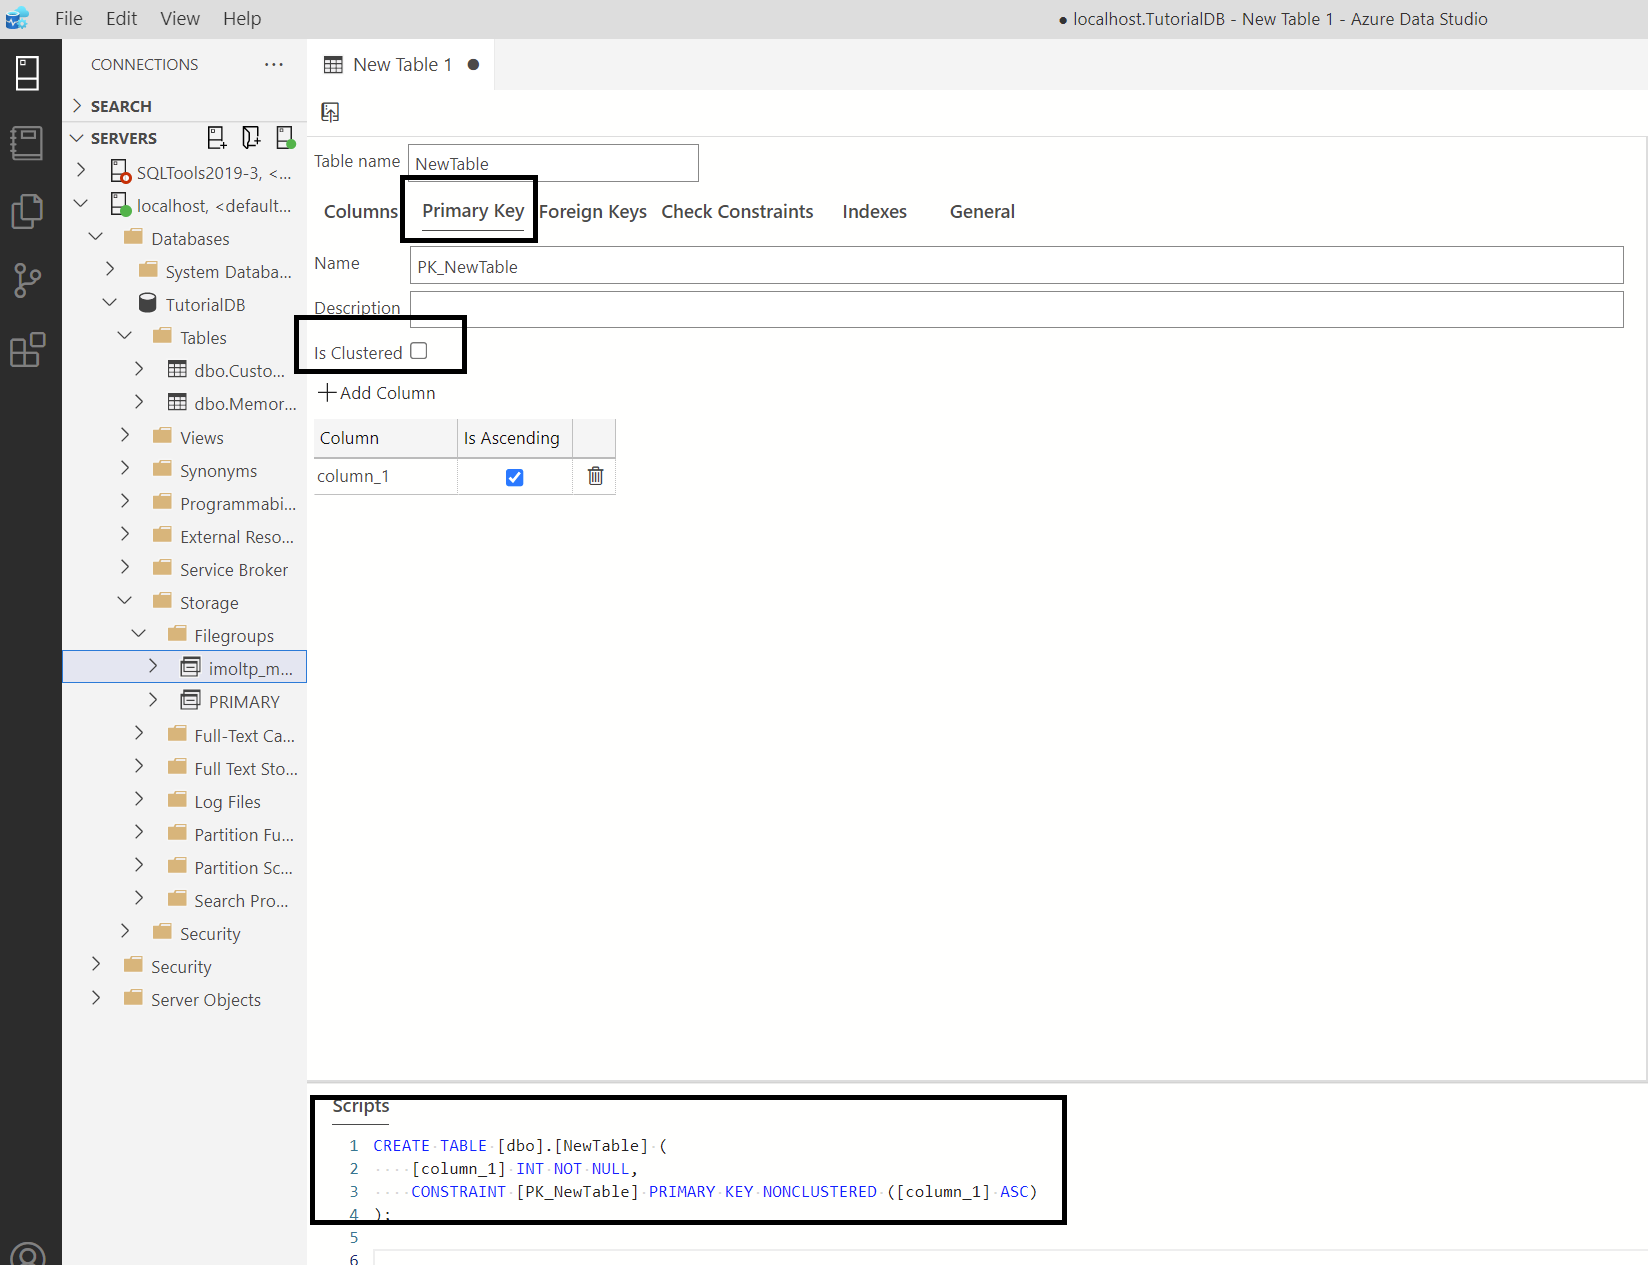 File Edit View Help
● localhost.TutorialDB - New Table 1 - Azure Data Studio
CONNECTIONS ...
SEARCH
SERVERS
SQLTools2019-3, <...
localhost, <default...
Databases
System Databa...
TutorialDB
Tables
dbo.Custo...
dbo.Memor...
Views
Synonyms
Programmabi...
External Reso...
Service Broker
Storage
Filegroups
imoltp_m...
PRIMARY
Full-Text Ca...
Full Text Sto...
Log Files
Partition Fu...
Partition Sc...
Search Pro...
Security
Security
Server Objects
New Table 1 ●
Table name NewTable
Columns Primary Key Foreign Keys Check Constraints Indexes General
Name PK_NewTable
Description
Is Clustered
Add Column
Column Is Ascending
column_1
Scripts
1 CREATE TABLE [dbo].[NewTable] (
2 [column_1] INT NOT NULL,
3 CONSTRAINT [PK_NewTable] PRIMARY KEY NONCLUSTERED ([column_1] ASC)
4 );
5
6